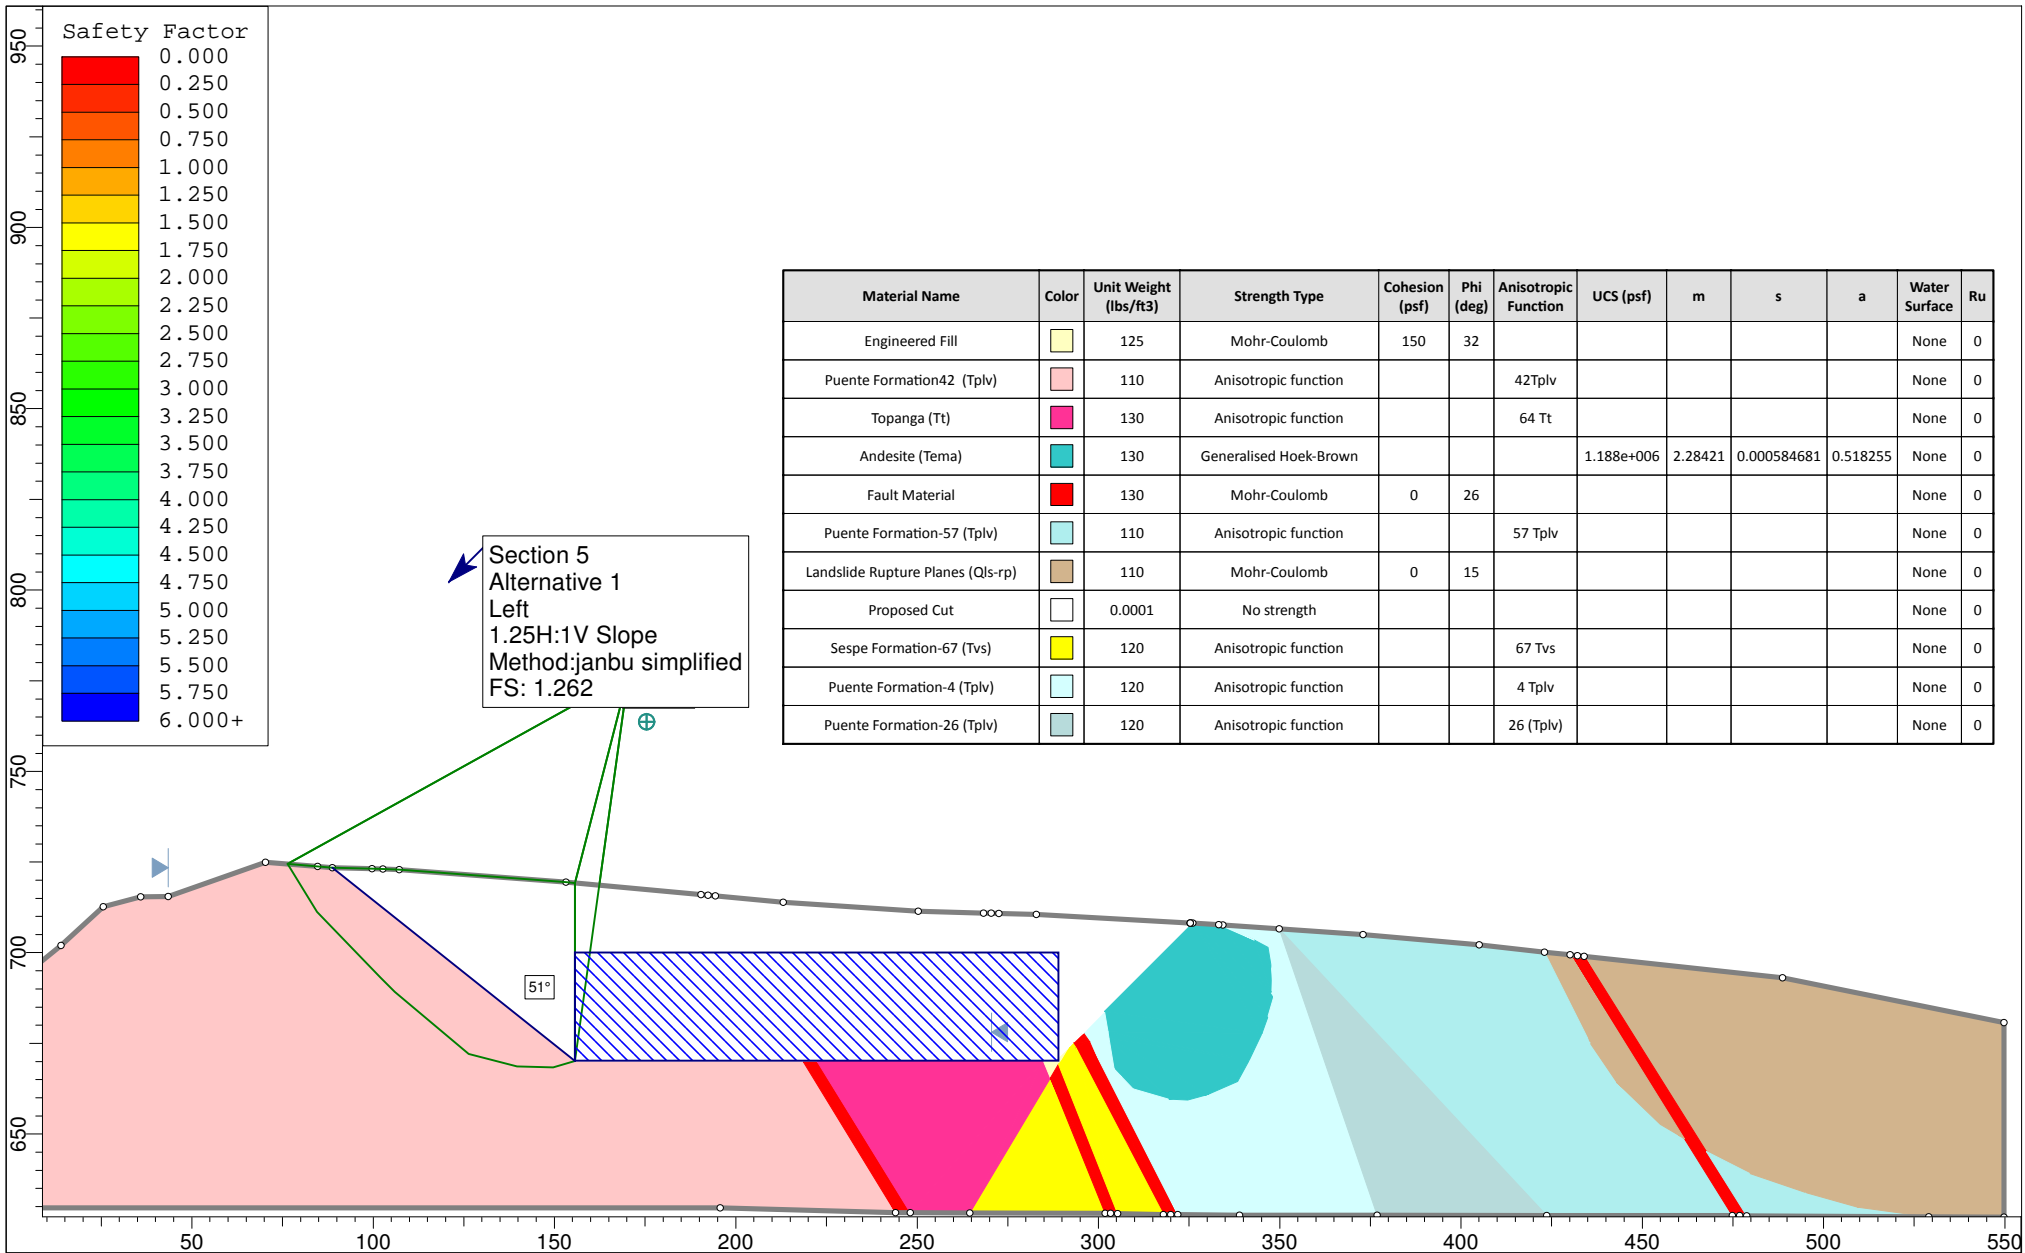 Safety Factor
0.000
0.250
0.500
0.750
1.000
1.250
1.500
1.750
2.000
2.250
2.500
2.750
3.000
3.250
3.500
3.750
4.000
4.250
4.500
4.750
5.000
5.250
5.500
5.750
6.000+
950
900
850
800
750
700
650
Section 5
Alternative 1
Left
1.25H:1V Slope
Method:janbu simplified
FS: 1.262
Material Name Color Unit Weight (lbs/ft3) Strength Type Cohesion (psf) Phi (deg) Anisotropic Function UCS (psf) m s a Water Surface Ru
Engineered Fill 125 Mohr-Coulomb 150 32 None 0
Puente Formation42 (Tplv) 110 Anisotropic function 42Tplv None 0
Topanga (Tt) 130 Anisotropic function 64 Tt None 0
Andesite (Tema) 130 Generalised Hoek-Brown 1.188e+006 2.28421 0.000584681 0.518255 None 0
Fault Material 130 Mohr-Coulomb 0 26 None 0
Puente Formation-57 (Tplv) 110 Anisotropic function 57 Tplv None 0
Landslide Rupture Planes (Qls-rp) 110 Mohr-Coulomb 0 15 None 0
Proposed Cut 0.0001 No strength None 0
Sespe Formation-67 (Tvs) 120 Anisotropic function 67 Tvs None 0
Puente Formation-4 (Tplv) 120 Anisotropic function 4 Tplv None 0
Puente Formation-26 (Tplv) 120 Anisotropic function 26 (Tplv) None 0
51°
50 100 150 200 250 300 350 400 450 500 550